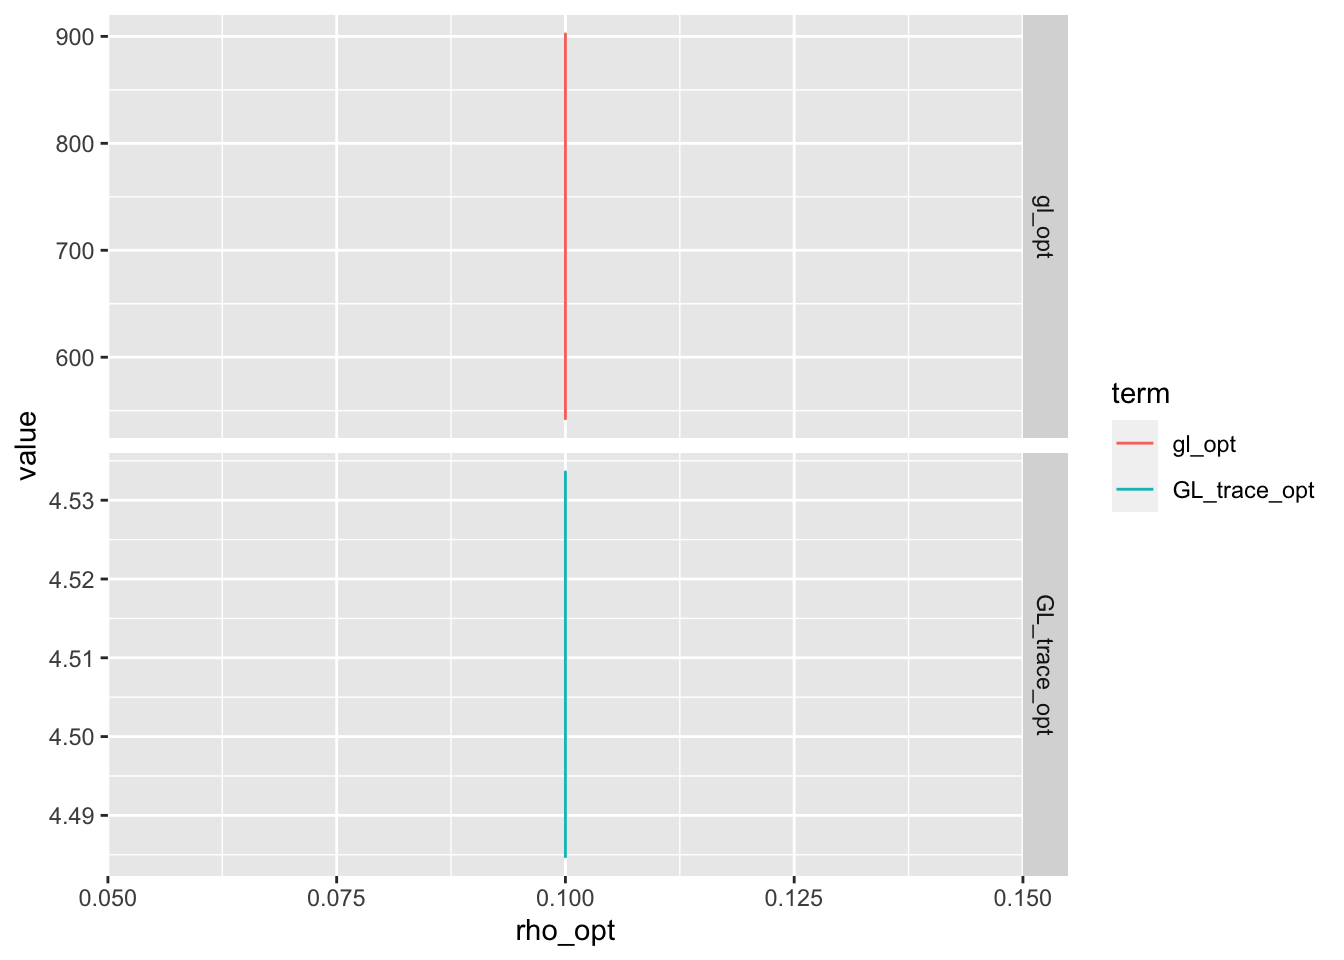 900
800
700
600
gl_opt
value
4.53
4.52
4.51
4.50
4.49
GL_trace_opt
0.050
0.075
0.100
0.125
0.150
rho_opt
term
gl_opt
GL_trace_opt